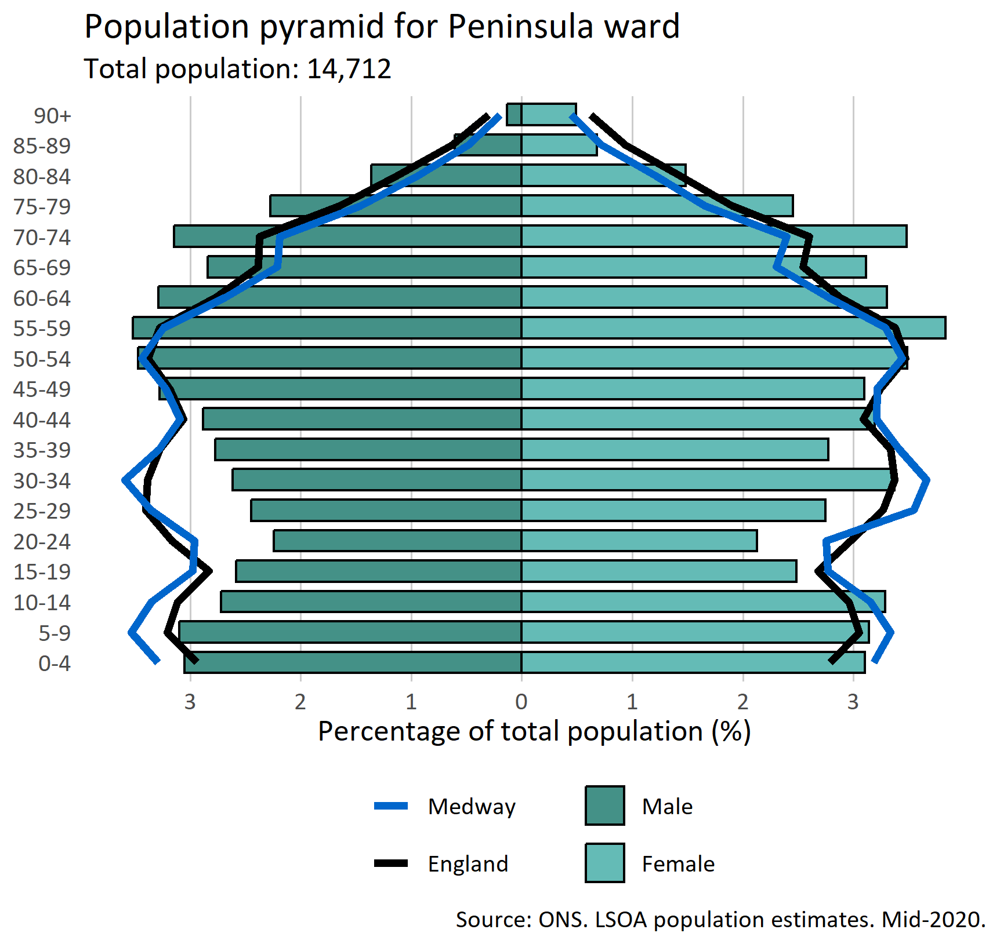 Population pyramid for Peninsula ward
Total population: 14,712
90+
85-89
80-84
75-79
70-74
65-69
60-64
55-59
50-54
45-49
40-44
35-39
30-34
25-29
20-24
15-19
10-14
5-9
0-4
3 2 1 0 1 2 3
Percentage of total population (%)
Medway Male
England Female
Source: ONS. LSOA population estimates. Mid-2020.